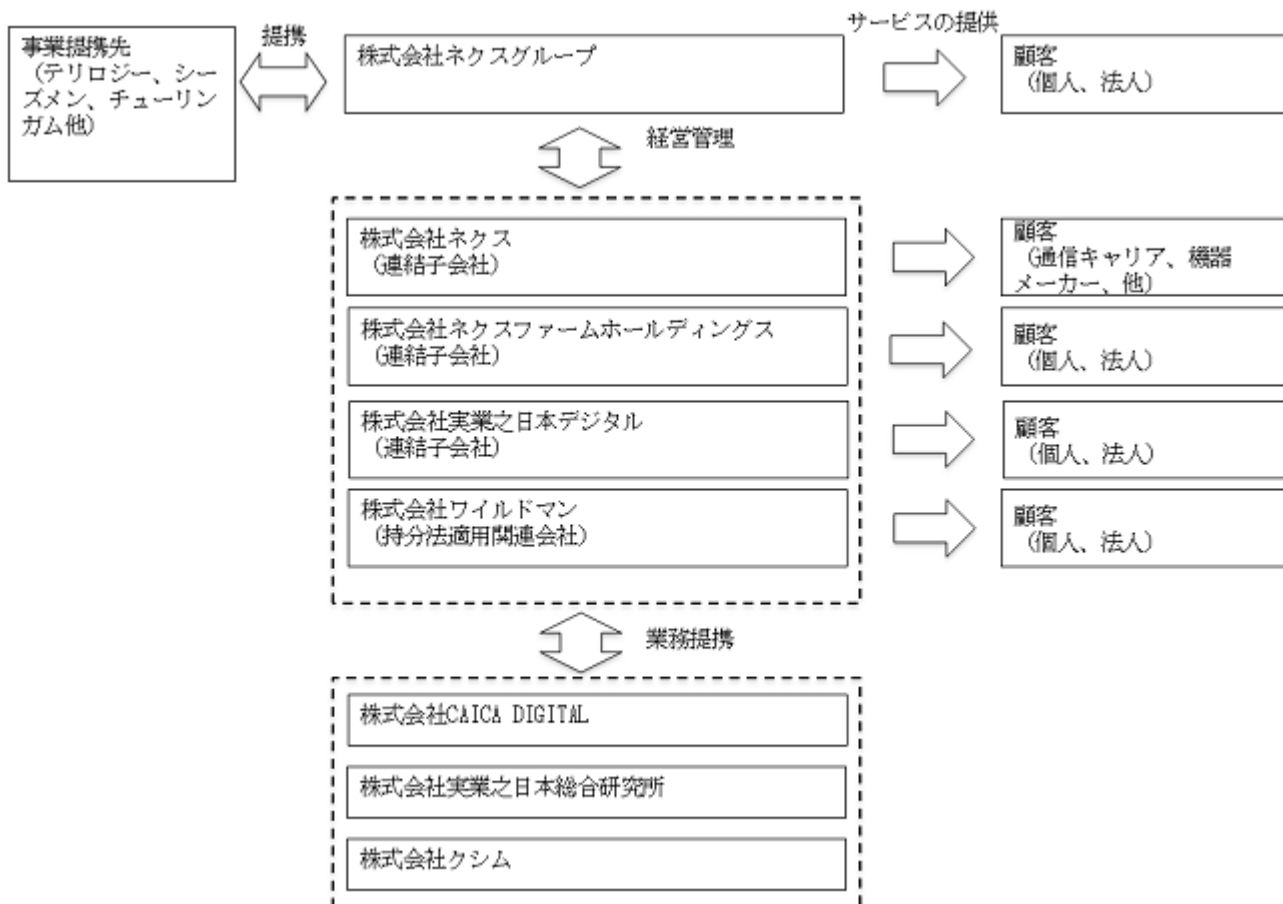 事業提携先
（テリロジー、シー
ズメン、チューリン
ガム他）
提携
株式会社ネクスグループ
サービスの提供
顧客
（個人、法人）
経営管理
株式会社ネクス
（連結子会社）
顧客
（通信キャリア、機器
メーカー、他）
株式会社ネクスファームホールディングス
（連結子会社）
顧客
（個人、法人）
株式会社実業之日本デジタル
（連結子会社）
顧客
（個人、法人）
株式会社ワイルドマン
（持分法適用関連会社）
顧客
（個人、法人）
業務提携
株式会社CAICA DIGITAL
株式会社実業之日本総合研究所
株式会社クシム